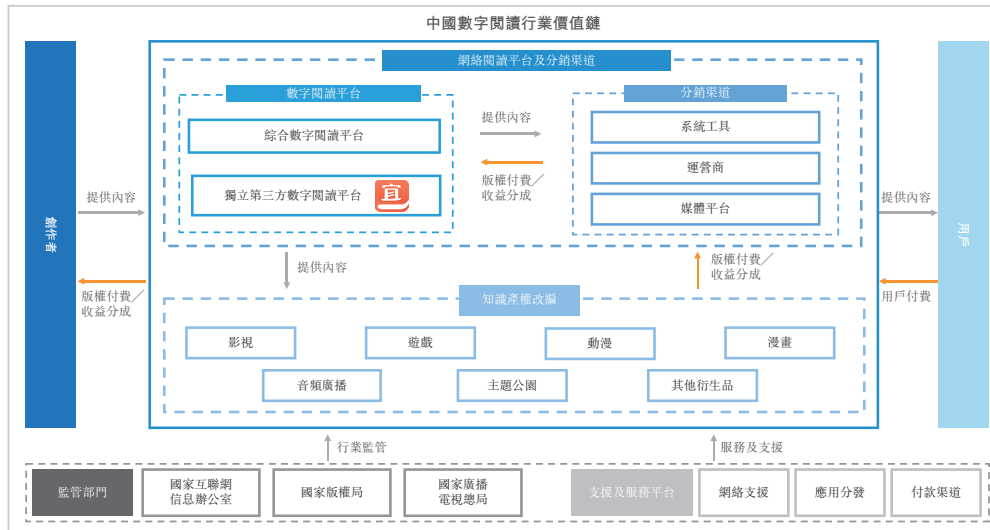 中國數字閱讀行業價值鏈
網絡閱讀平台及分銷渠道
數字閱讀平台
綜合數字閱讀平台
獨立第三方數字閱讀平台
宜
提供內容
版權付費／
收益分成
分銷渠道
系統工具
運營商
媒體平台
創作者
提供內容
版權付費／
收益分成
提供內容
用戶付費
用戶
提供內容
版權付費／
收益分成
知識產權改編
影視
遊戲
動漫
漫畫
音頻廣播
主題公園
其他衍生品
行業監管
服務及支援
監管部門
國家互聯網
信息辦公室
國家版權局
國家廣播
電視總局
支援及服務平台
網絡支援
應用分發
付款渠道